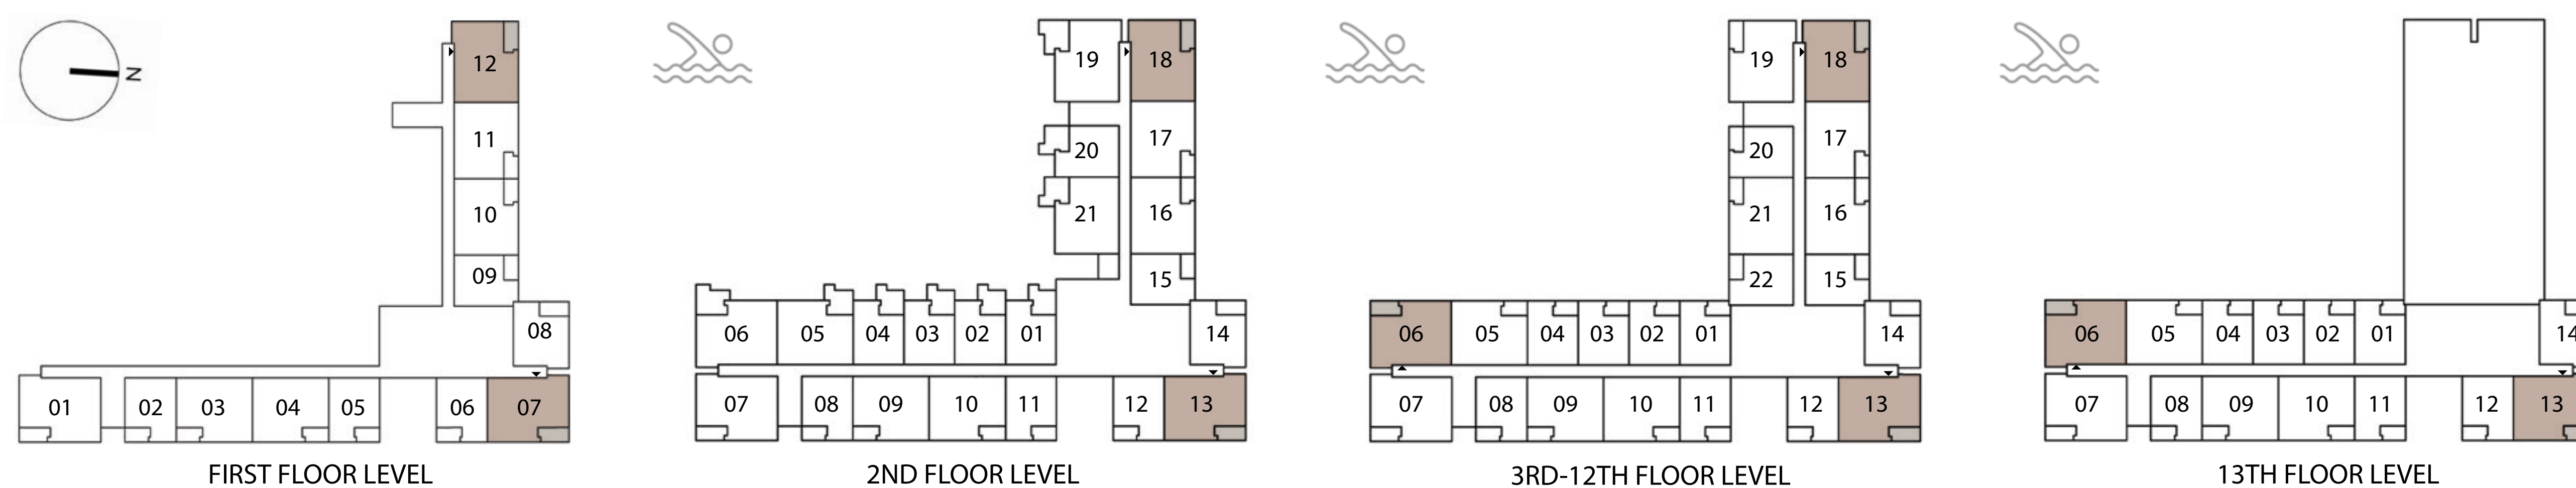 N
12
11
10
09
08
01 02 03 04 05 06 07
FIRST FLOOR LEVEL
19 18
20 17
21 16
15
06 05 04 03 02 01 14
07 08 09 10 11 12 13
2ND FLOOR LEVEL
19 18
20 17
21 16
22 15
06 05 04 03 02 01 14
07 08 09 10 11 12 13
3RD-12TH FLOOR LEVEL
06 05 04 03 02 01 14
07 08 09 10 11 12 13
13TH FLOOR LEVEL